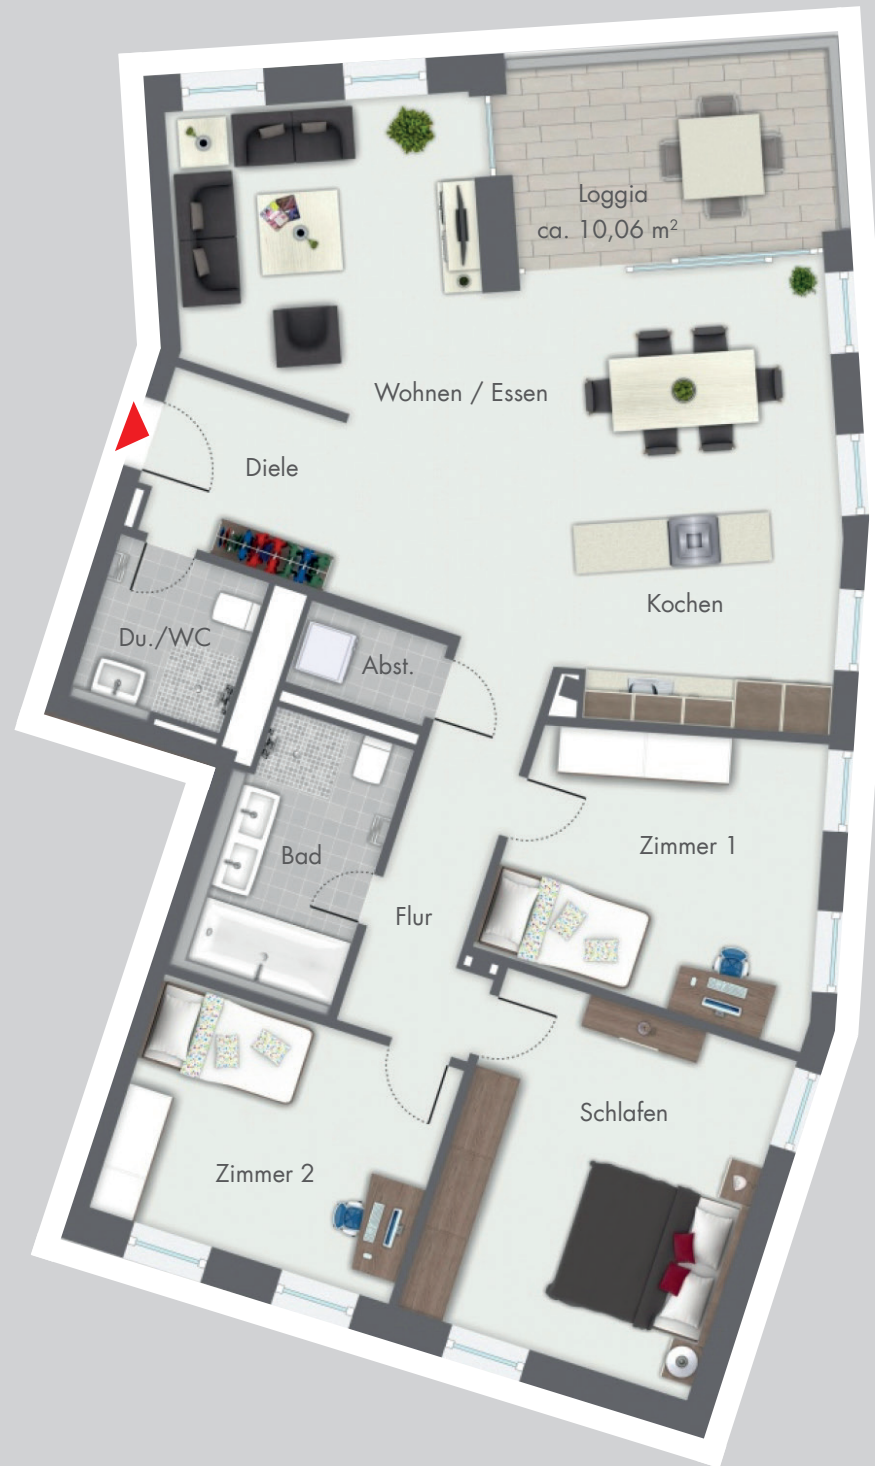 Loggia
ca. 10,06 m²
Wohnen / Essen
Diele
Kochen
Du./WC
Abst.
Zimmer 1
Bad
Flur
Schlafen
Zimmer 2